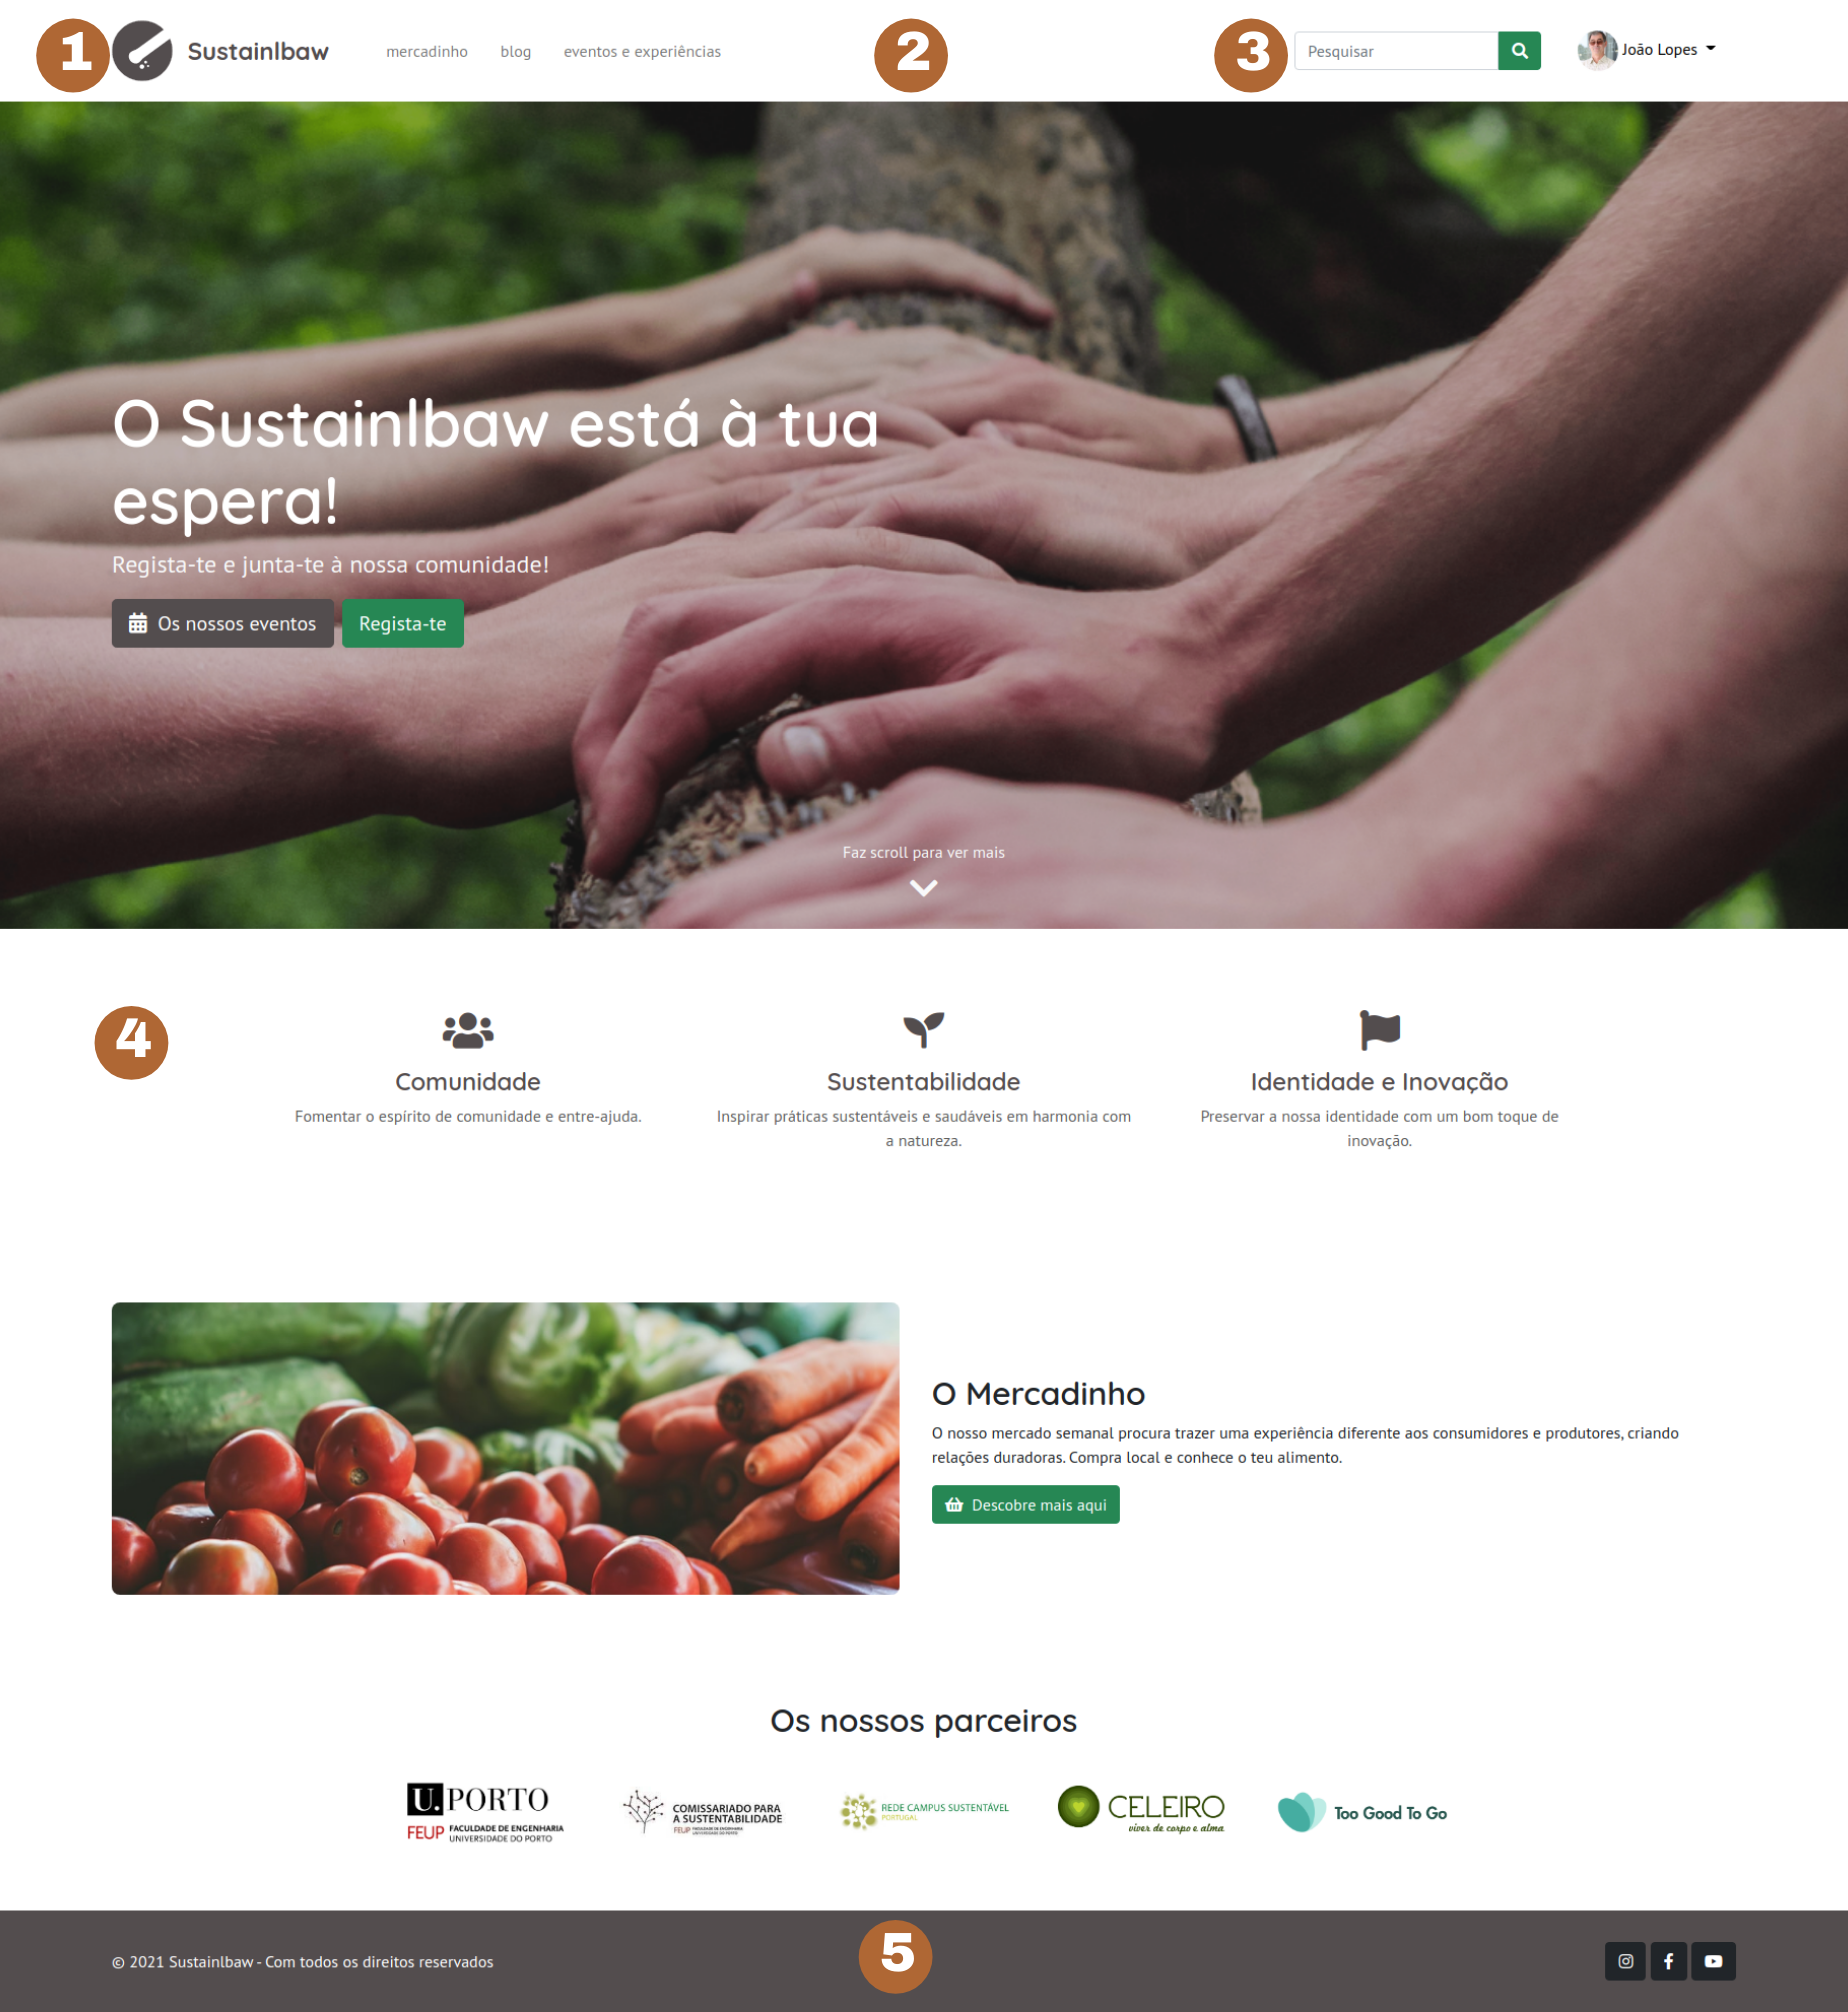 1
Sustainlbaw
mercadinho
blog
eventos e experiências
2
3
Pesquisar
João Lopes
O Sustainlbaw está à tua
espera!
Regista-te e junta-te à nossa comunidade!
Os nossos eventos
Regista-te
Faz scroll para ver mais
4
Comunidade
Fomentar o espírito de comunidade e entre-ajuda.
Sustentabilidade
Inspirar práticas sustentáveis e saudáveis em harmonia com
a natureza.
Identidade e Inovação
Preservar a nossa identidade com um bom toque de
inovação.
O Mercadinho
O nosso mercado semanal procura trazer uma experiência diferente aos consumidores e produtores, criando
relações duradoras. Compra local e conhece o teu alimento.
Descobre mais aqui
Os nossos parceiros
U.PORTO
FEUP FACULDADE DE ENGENHARIA
UNIVERSIDADE DO PORTO
COMISSARIADO PARA
A SUSTENTABILIDADE
FEUP FACULDADE DE ENGENHARIA
UNIVERSIDADE DO PORTO
REDE CAMPUS SUSTENTÁVEL
PORTUGAL
CELEIRO
viver de corpo e alma
Too Good To Go
© 2021 Sustainlbaw - Com todos os direitos reservados
5